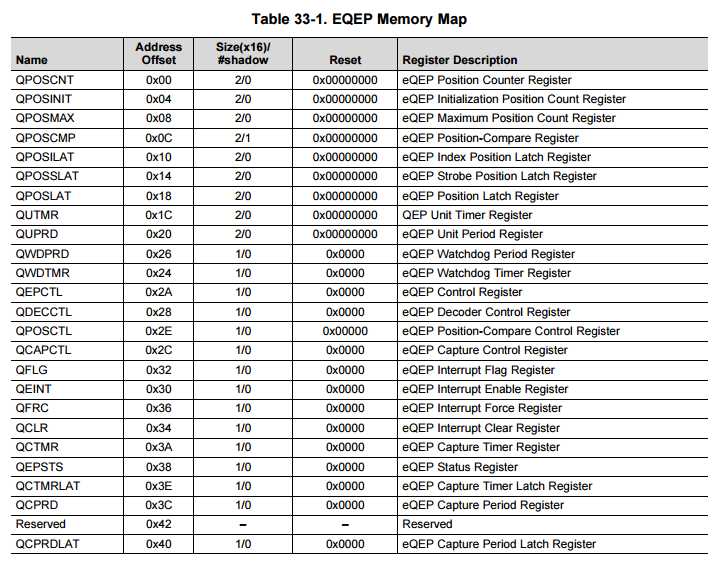 Table 33-1. EQEP Memory Map
Name Address Offset Size(x16)/ #shadow Reset Register Description
QPOSCNT 0x00 2/0 0x00000000 eQEP Position Counter Register
QPOSINIT 0x04 2/0 0x00000000 eQEP Initialization Position Count Register
QPOSMAX 0x08 2/0 0x00000000 eQEP Maximum Position Count Register
QPOSCMP 0x0C 2/1 0x00000000 eQEP Position-Compare Register
QPOSILAT 0x10 2/0 0x00000000 eQEP Index Position Latch Register
QPOSSLAT 0x14 2/0 0x00000000 eQEP Strobe Position Latch Register
QPOSLAT 0x18 2/0 0x00000000 eQEP Position Latch Register
QUTMR 0x1C 2/0 0x00000000 QEP Unit Timer Register
QUPRD 0x20 2/0 0x00000000 eQEP Unit Period Register
QWDPRD 0x26 1/0 0x0000 eQEP Watchdog Period Register
QWDTMR 0x24 1/0 0x0000 eQEP Watchdog Timer Register
QEPCTL 0x2A 1/0 0x0000 eQEP Control Register
QDECCTL 0x28 1/0 0x0000 eQEP Decoder Control Register
QPOSCTL 0x2E 1/0 0x00000 eQEP Position-Compare Control Register
QCAPCTL 0x2C 1/0 0x0000 eQEP Capture Control Register
QFLG 0x32 1/0 0x0000 eQEP Interrupt Flag Register
QEINT 0x30 1/0 0x0000 eQEP Interrupt Enable Register
QFRC 0x36 1/0 0x0000 eQEP Interrupt Force Register
QCLR 0x34 1/0 0x0000 eQEP Interrupt Clear Register
QCTMR 0x3A 1/0 0x0000 eQEP Capture Timer Register
QEPSTS 0x38 1/0 0x0000 eQEP Status Register
QCTMRLAT 0x3E 1/0 0x0000 eQEP Capture Timer Latch Register
QCPRD 0x3C 1/0 0x0000 eQEP Capture Period Register
Reserved 0x42 – – Reserved
QCPRDLAT 0x40 1/0 0x0000 eQEP Capture Period Latch Register